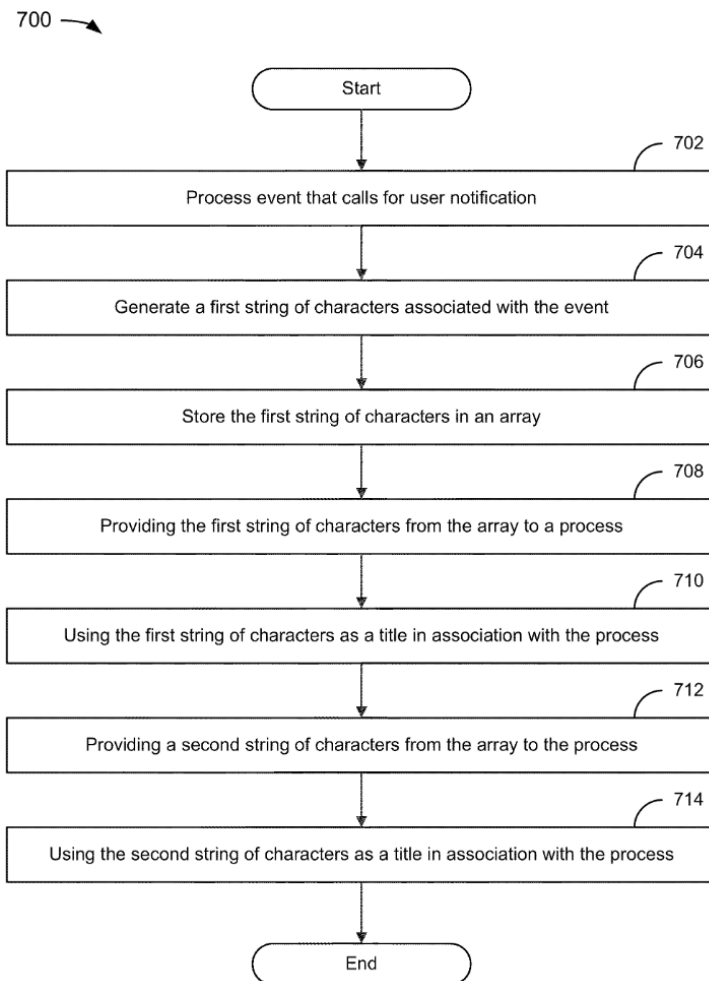 700
Start
702
Process event that calls for user notification
704
Generate a first string of characters associated with the event
706
Store the first string of characters in an array
708
Providing the first string of characters from the array to a process
710
Using the first string of characters as a title in association with the process
712
Providing a second string of characters from the array to the process
714
Using the second string of characters as a title in association with the process
End